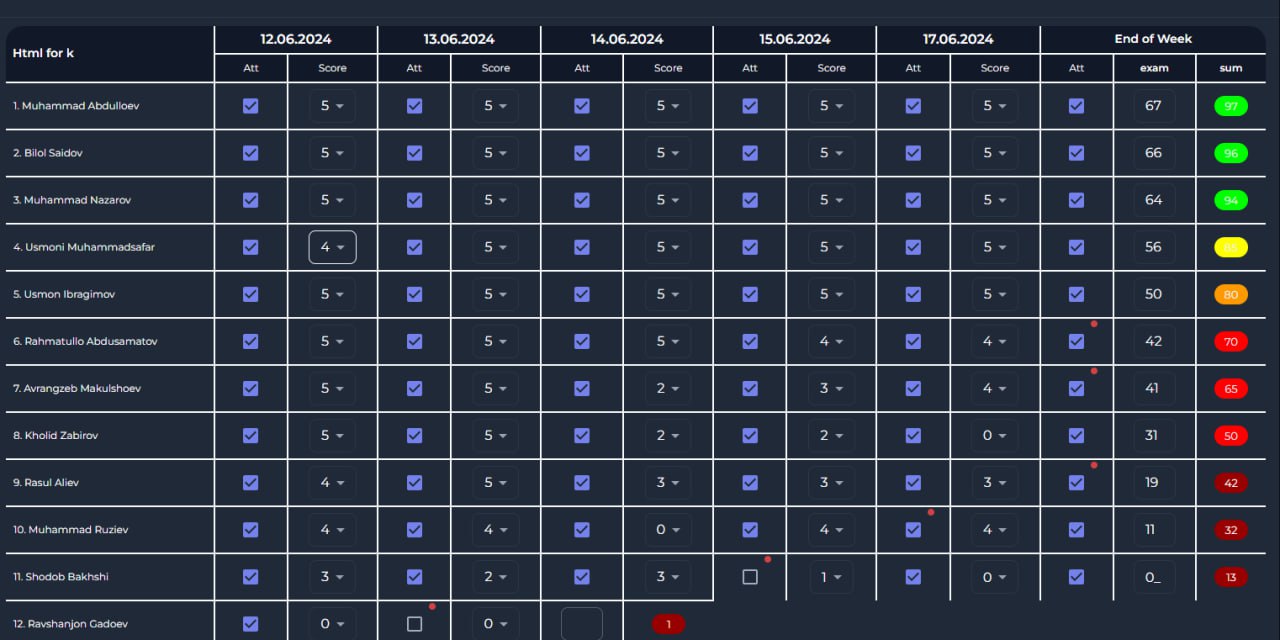 Html for k 12.06.2024 13.06.2024 14.06.2024 15.06.2024 17.06.2024 End of Week
Att Score Att Score Att Score Att Score Att Score Att exam sum
1. Muhammad Abdulloev 5 5 5 5 5 67 97
2. Bilol Saidov 5 5 5 5 5 66 96
3. Muhammad Nazarov 5 5 5 5 5 64 94
4. Usmoni Muhammadsafar 4 5 5 5 5 56
5. Usmon Ibragimov 5 5 5 5 5 50 80
6. Rahmatullo Abdusamatov 5 5 5 4 4 42 70
7. Avrangzeb Makulshoev 5 5 2 3 4 41 65
8. Kholid Zabirov 5 5 2 2 0 31 50
9. Rasul Aliev 4 5 3 3 3 19 42
10. Muhammad Ruziev 4 4 0 4 4 11 32
11. Shodob Bakhshi 3 2 3 1 0 0_ 13
12. Ravshanjon Gadoev 0 0 1